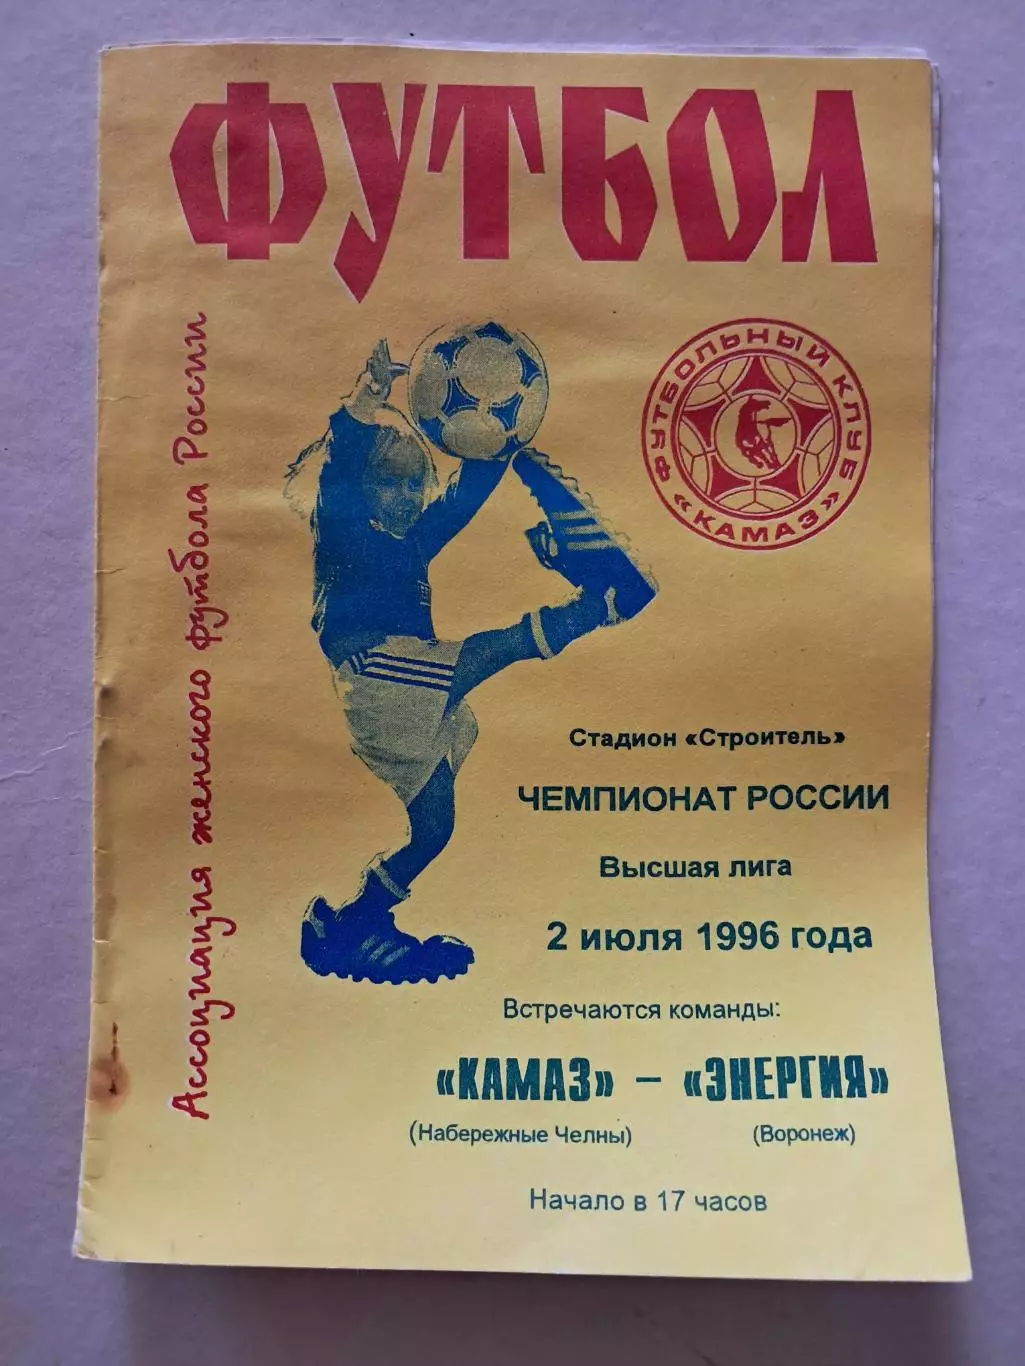 ФУТБОЛ
Ассоциация женского футбола России
ФУТБОЛЬНЫЙ КЛУБ
«КАМАЗ»
Стадион «Строитель»
ЧЕМПИОНАТ РОССИИ
Высшая лига
2 июля 1996 года
Встречаются команды:
«КАМАЗ» – «ЭНЕРГИЯ»
(Набережные Челны) (Воронеж)
Начало в 17 часов